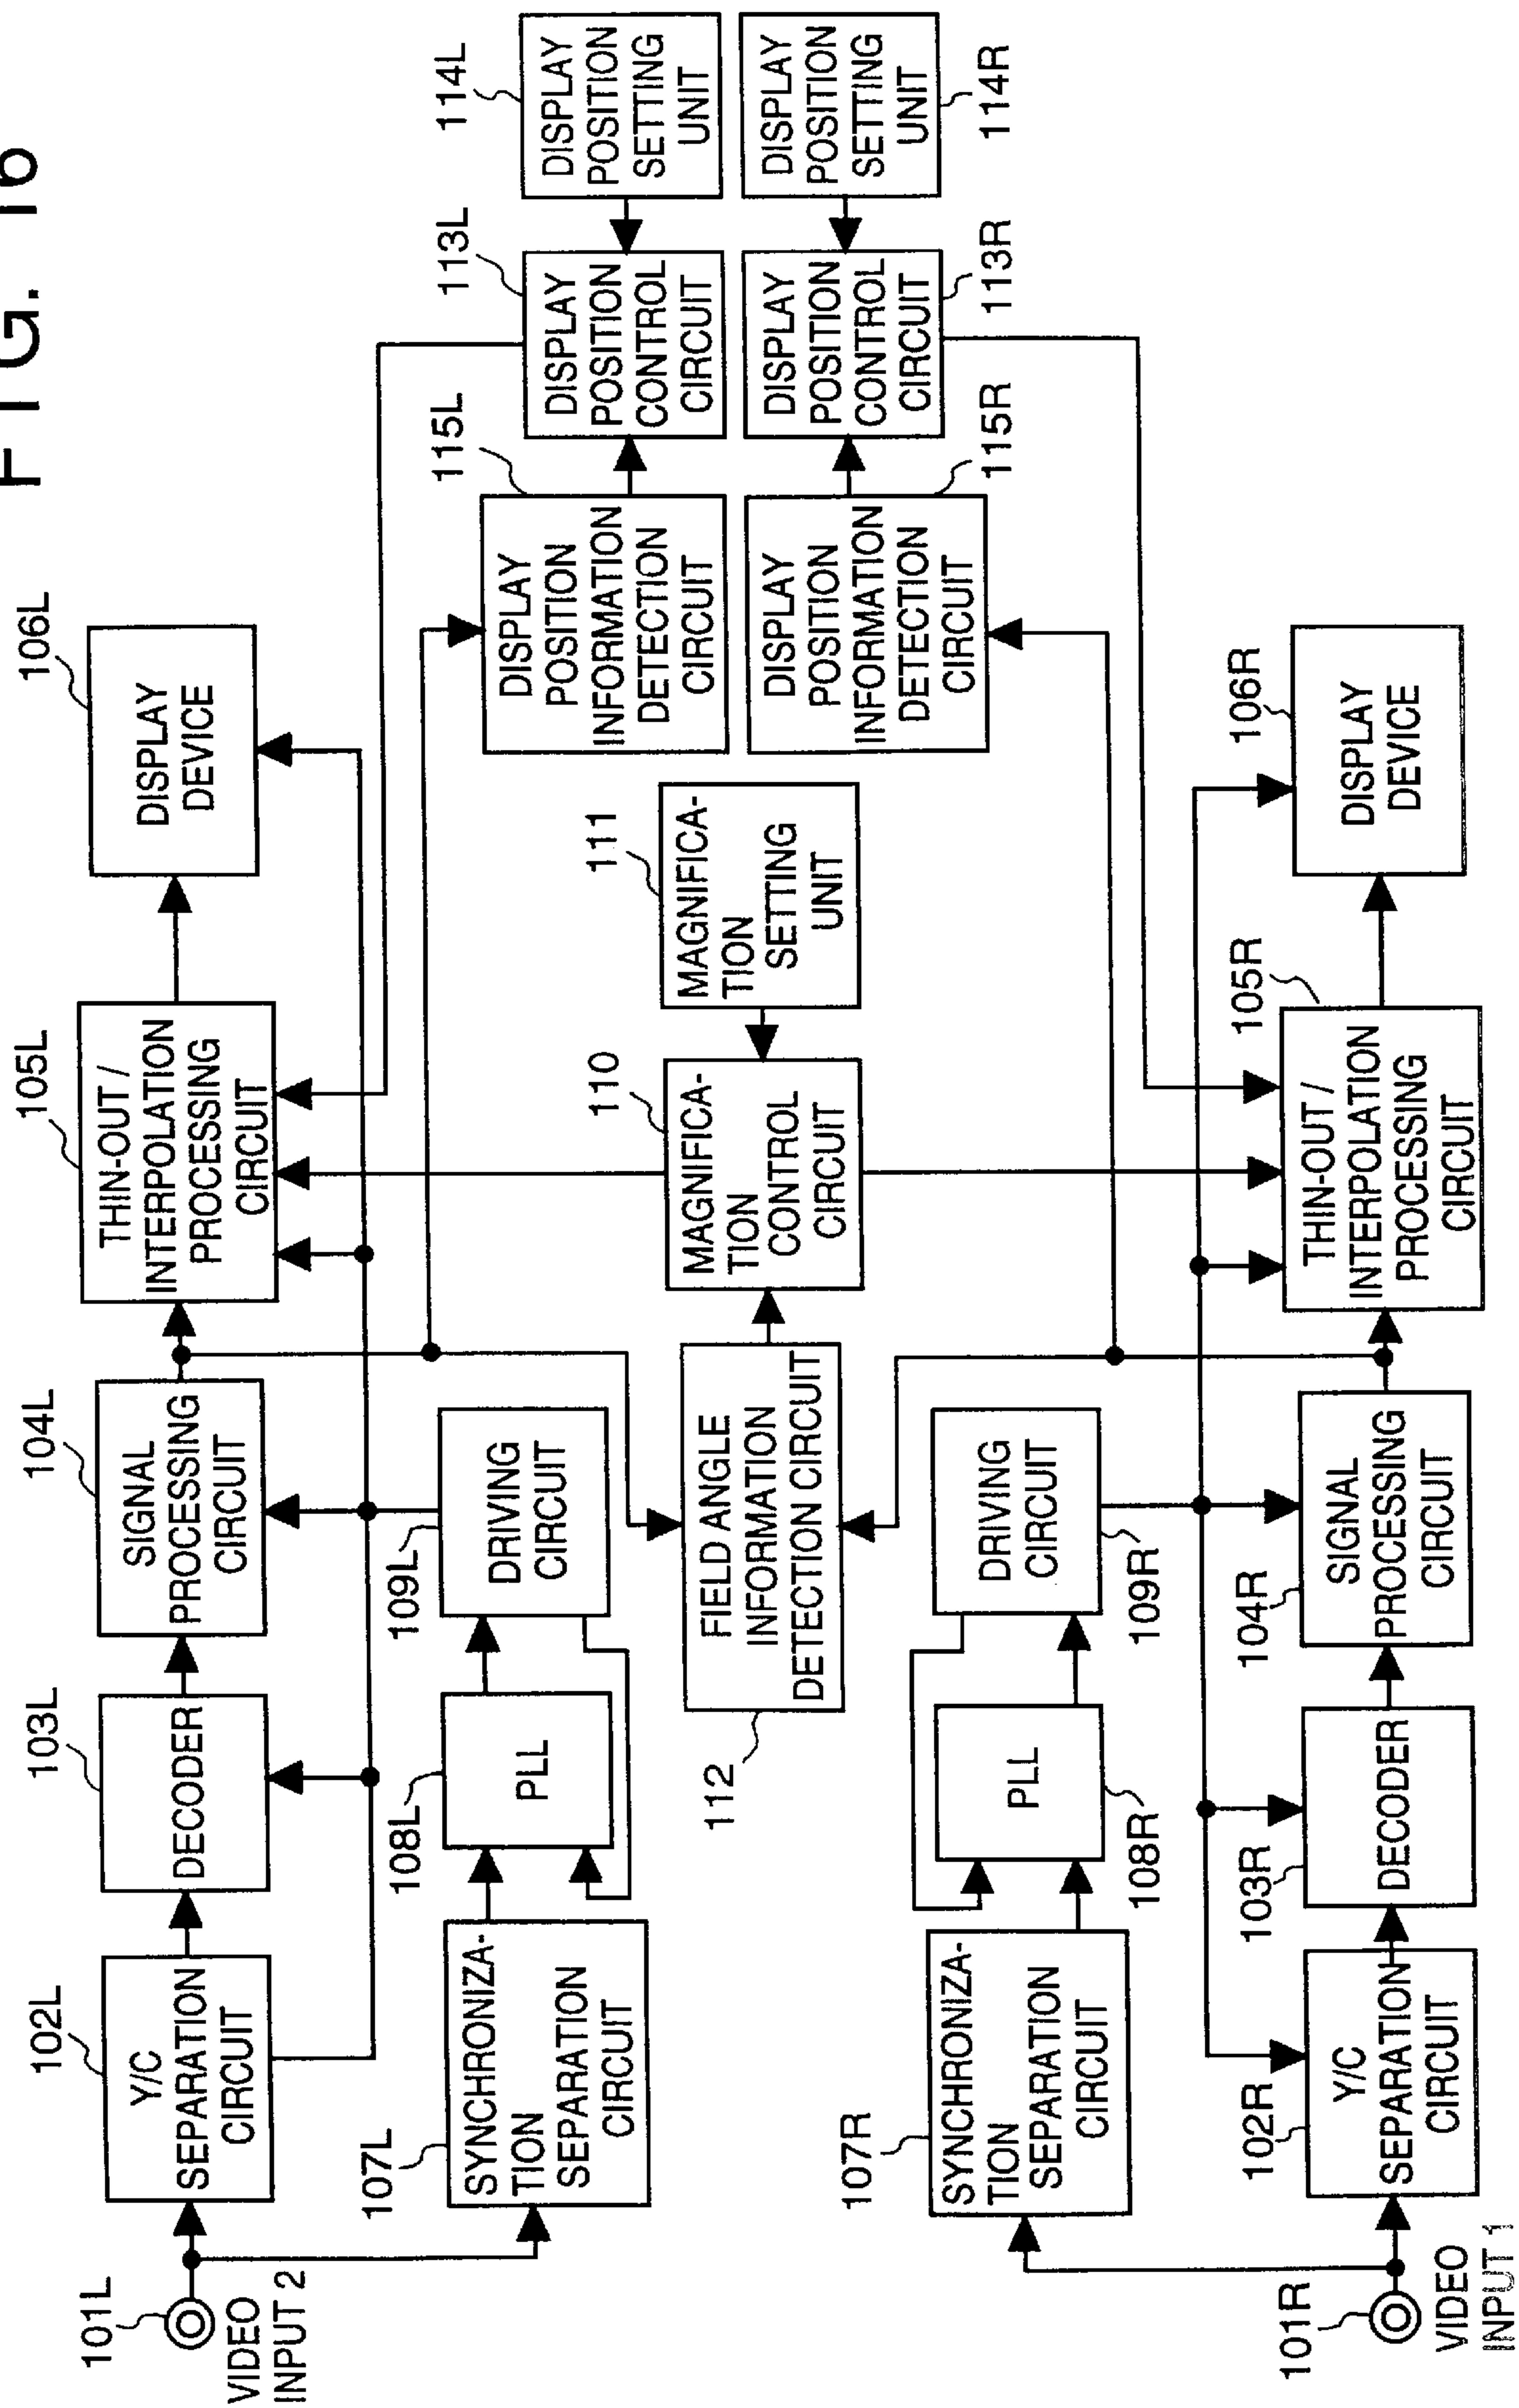 FIG. 16
101L
VIDEO
INPUT 2
102L
Y/C
SEPARATION
CIRCUIT
103L
DECODER
104L
SIGNAL
PROCESSING
CIRCUIT
105L
THIN-OUT /
INTERPOLATION
PROCESSING
CIRCUIT
106L
DISPLAY
DEVICE
107L
SYNCHRONIZA-
TION
SEPARATION
CIRCUIT
108L
PLL
109L
DRIVING
CIRCUIT
112
FIELD ANGLE
INFORMATION
DETECTION CIRCUIT
110
MAGNIFICA-
TION
CONTROL
CIRCUIT
111
MAGNIFICA-
TION
SETTING
UNIT
115L
DISPLAY
POSITION
INFORMATION
DETECTION
CIRCUIT
113L
DISPLAY
POSITION
CONTROL
CIRCUIT
114L
DISPLAY
POSITION
SETTING
UNIT
DISPLAY
POSITION
INFORMATION
DETECTION
CIRCUIT
115R
DISPLAY
POSITION
CONTROL
CIRCUIT
113R
DISPLAY
POSITION
SETTING
UNIT
114R
107R
SYNCHRONIZA-
TION
SEPARATION
CIRCUIT
PLL
108R
DRIVING
CIRCUIT
109R
101R
VIDEO
INPUT 1
102R
Y/C
SEPARATION
CIRCUIT
103R
DECODER
104R
SIGNAL
PROCESSING
CIRCUIT
105R
THIN-OUT /
INTERPOLATION
PROCESSING
CIRCUIT
106R
DISPLAY
DEVICE